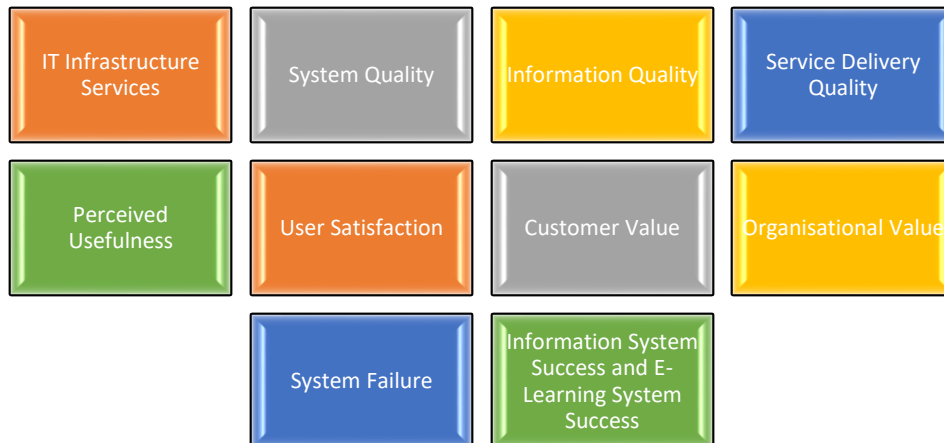 IT Infrastructure
Services
System Quality
Information Quality
Service Delivery
Quality
Perceived
Usefulness
User Satisfaction
Customer Value
Organisational Value
System Failure
Information System
Success and E-
Learning System
Success